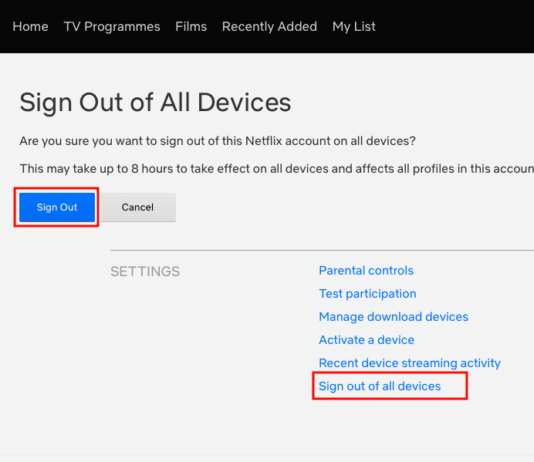 Home TV Programmes Films Recently Added My List
Sign Out of All Devices
Are you sure you want to sign out of this Netflix account on all devices?
This may take up to 8 hours to take effect on all devices and affects all profiles in this accoun
Sign Out Cancel
SETTINGS Parental controls
Test participation
Manage download devices
Activate a device
Recent device streaming activity
Sign out of all devices